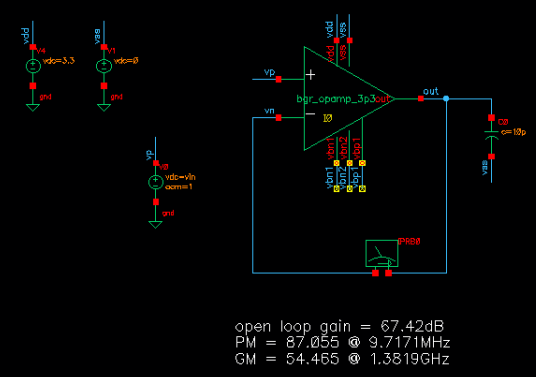 vdd
vss
V4
V1
vdc=3.3
vdc=0
gnd
gnd
vdd
vss
vdd
vss
vp
+
bgr_opamp_3p3
out
out
vn
I0
C0
c=10p
vss
vbn1
vbn2
vbp1
vbn1
vbn2
vbp1
vp
V0
vdc=vin
acm=1
gnd
IPRB0
open loop gain = 67.42dB
PM = 87.055 @ 9.7171MHz
GM = 54.465 @ 1.3819GHz